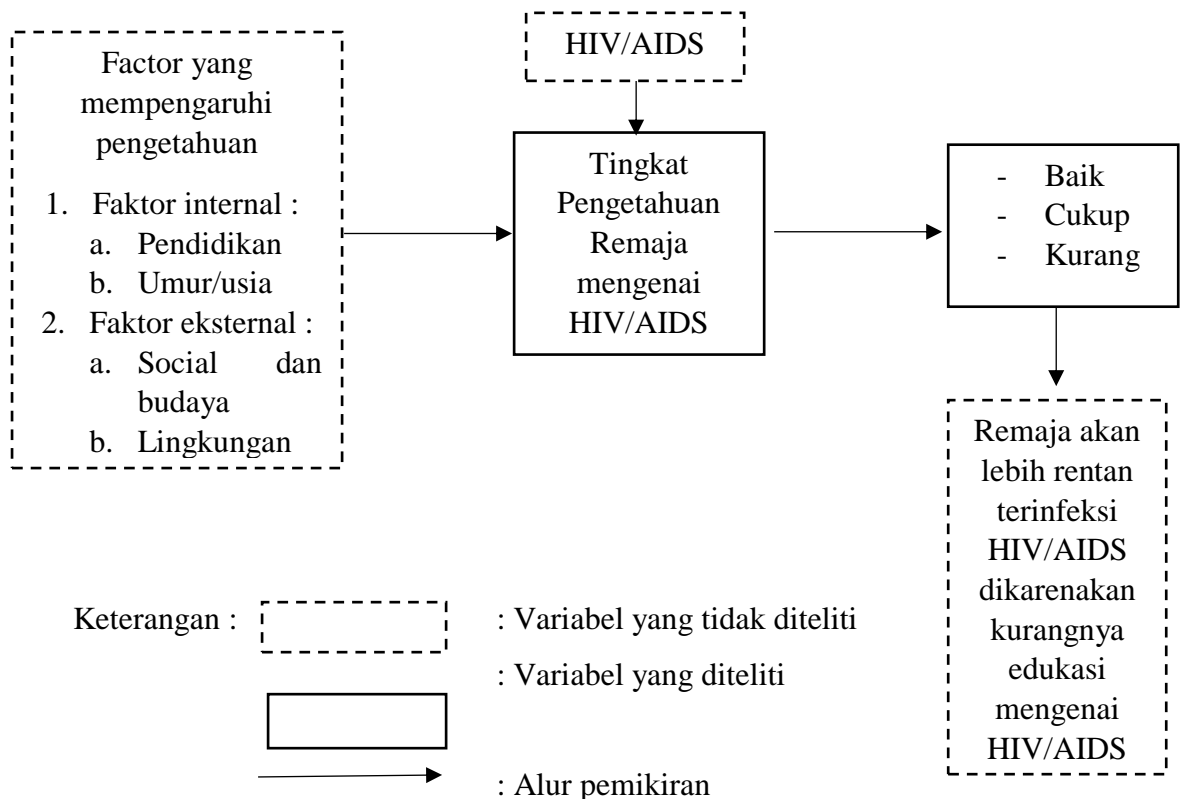 Factor yang
mempengaruhi
pengetahuan
1. Faktor internal :
a. Pendidikan
b. Umur/usia
2. Faktor eksternal :
a. Social dan
budaya
b. Lingkungan
HIV/AIDS
Tingkat
Pengetahuan
Remaja
mengenai
HIV/AIDS
- Baik
- Cukup
- Kurang
Remaja akan
lebih rentan
terinfeksi
HIV/AIDS
dikarenakan
kurangnya
edukasi
mengenai
HIV/AIDS
Keterangan :
: Variabel yang tidak diteliti
: Variabel yang diteliti
: Alur pemikiran